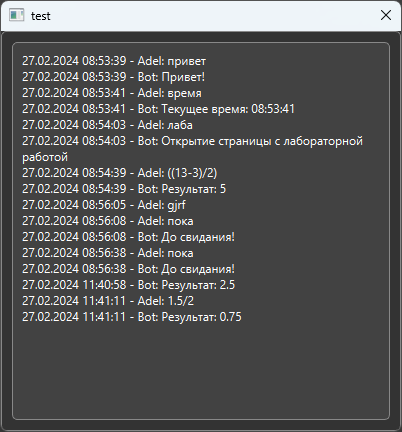 test
27.02.2024 08:53:39 - Adel: привет
27.02.2024 08:53:39 - Bot: Привет!
27.02.2024 08:53:41 - Adel: время
27.02.2024 08:53:41 - Bot: Текущее время: 08:53:41
27.02.2024 08:54:03 - Adel: лаба
27.02.2024 08:54:03 - Bot: Открытие страницы с лабораторной
работой
27.02.2024 08:54:39 - Adel: ((13-3)/2)
27.02.2024 08:54:39 - Bot: Результат: 5
27.02.2024 08:56:05 - Adel: gjrf
27.02.2024 08:56:08 - Adel: пока
27.02.2024 08:56:08 - Bot: До свидания!
27.02.2024 08:56:38 - Adel: пока
27.02.2024 08:56:38 - Bot: До свидания!
27.02.2024 11:40:58 - Bot: Результат: 2.5
27.02.2024 11:41:11 - Adel: 1.5/2
27.02.2024 11:41:11 - Bot: Результат: 0.75